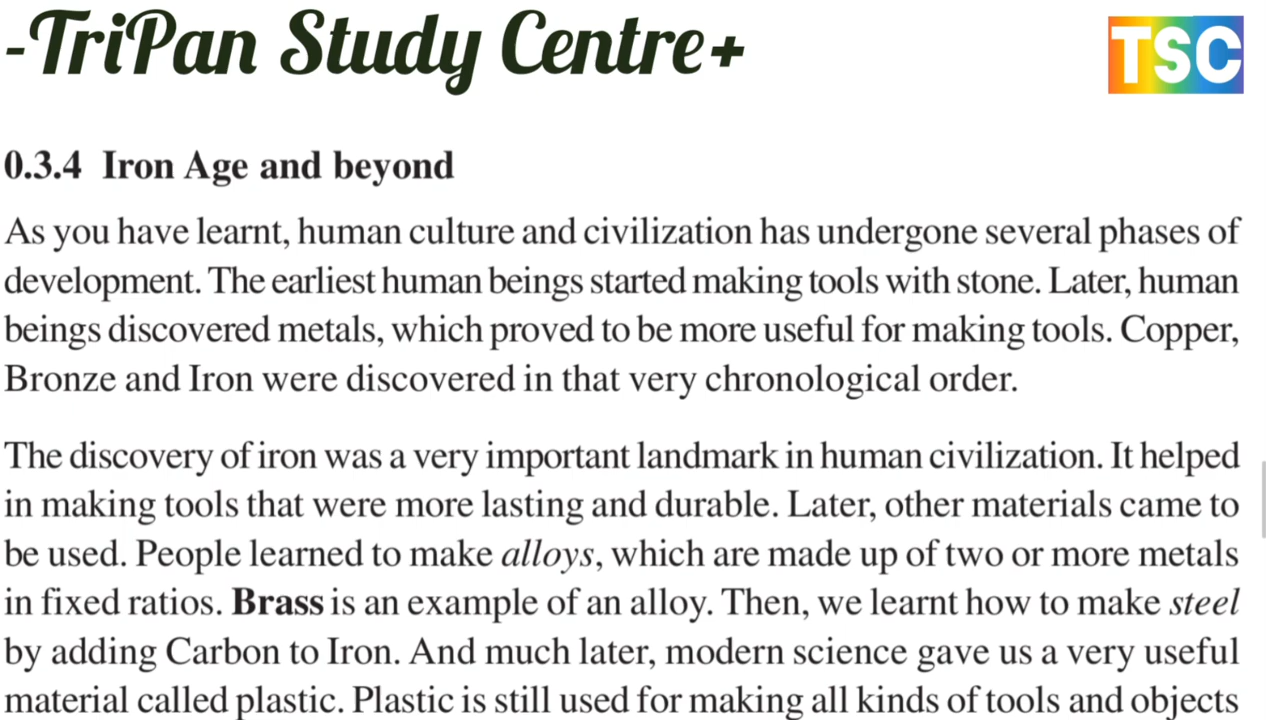 -TriPan Study Centre+
TSC
0.3.4 Iron Age and beyond
As you have learnt, human culture and civilization has undergone several phases of
development. The earliest human beings started making tools with stone. Later, human
beings discovered metals, which proved to be more useful for making tools. Copper,
Bronze and Iron were discovered in that very chronological order.
The discovery of iron was a very important landmark in human civilization. It helped
in making tools that were more lasting and durable. Later, other materials came to
be used. People learned to make alloys, which are made up of two or more metals
in fixed ratios. Brass is an example of an alloy. Then, we learnt how to make steel
by adding Carbon to Iron. And much later, modern science gave us a very useful
material called plastic. Plastic is still used for making all kinds of tools and objects